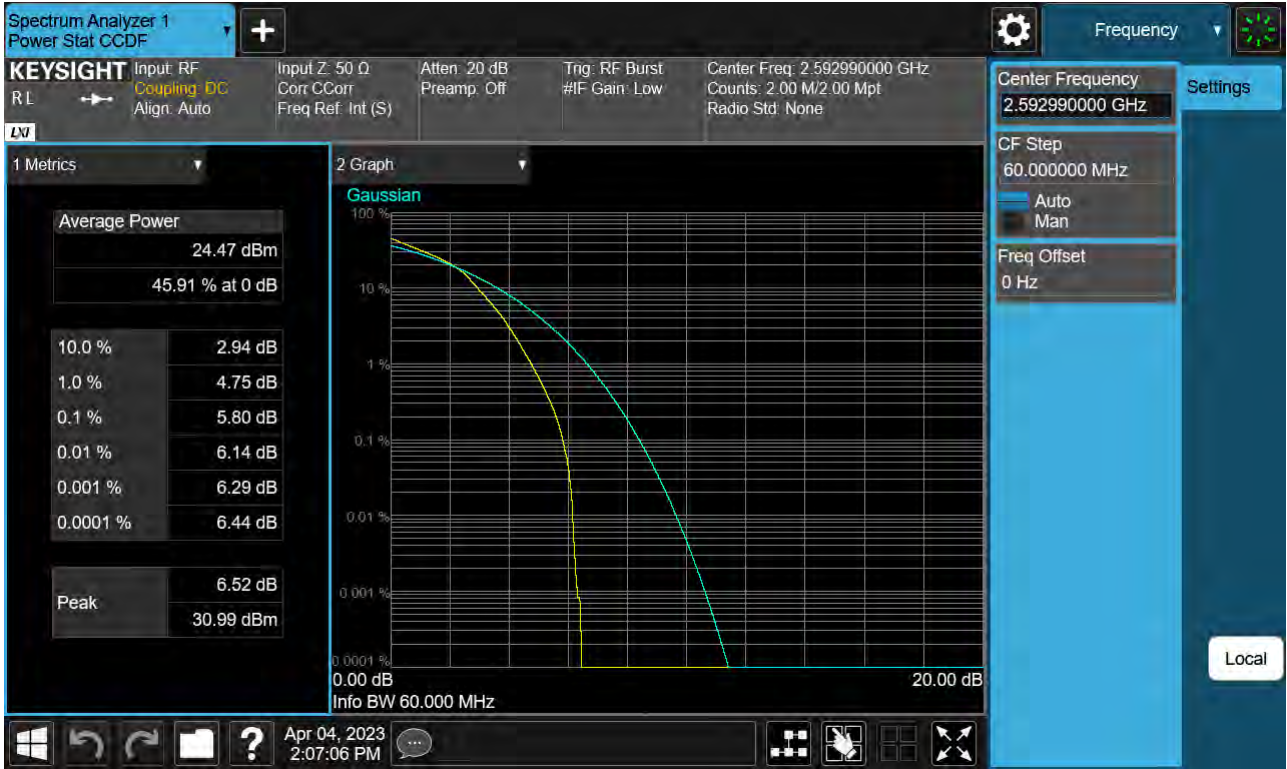 Spectrum Analyzer 1
Power Stat CCDF
Frequency
KEYSIGHT
R L
LXI
Input: RF
Coupling: DC
Align: Auto
Input Z: 50 Ω
Corr CCorr
Freq Ref: Int (S)
Atten: 20 dB
Preamp: Off
Trig: RF Burst
#IF Gain: Low
Center Freq: 2.592990000 GHz
Counts: 2.00 M/2.00 Mpt
Radio Std: None
Center Frequency
2.592990000 GHz
CF Step
60.000000 MHz
Auto
Man
Freq Offset
0 Hz
Settings
Local
1 Metrics
Average Power
24.47 dBm
45.91 % at 0 dB
10.0 % 2.94 dB
1.0 % 4.75 dB
0.1 % 5.80 dB
0.01 % 6.14 dB
0.001 % 6.29 dB
0.0001 % 6.44 dB
Peak
6.52 dB
30.99 dBm
2 Graph
Gaussian
100 %
10 %
1 %
0.1 %
0.01 %
0.001 %
0.0001 %
0.00 dB 20.00 dB
Info BW 60.000 MHz
Apr 04, 2023
2:07:06 PM